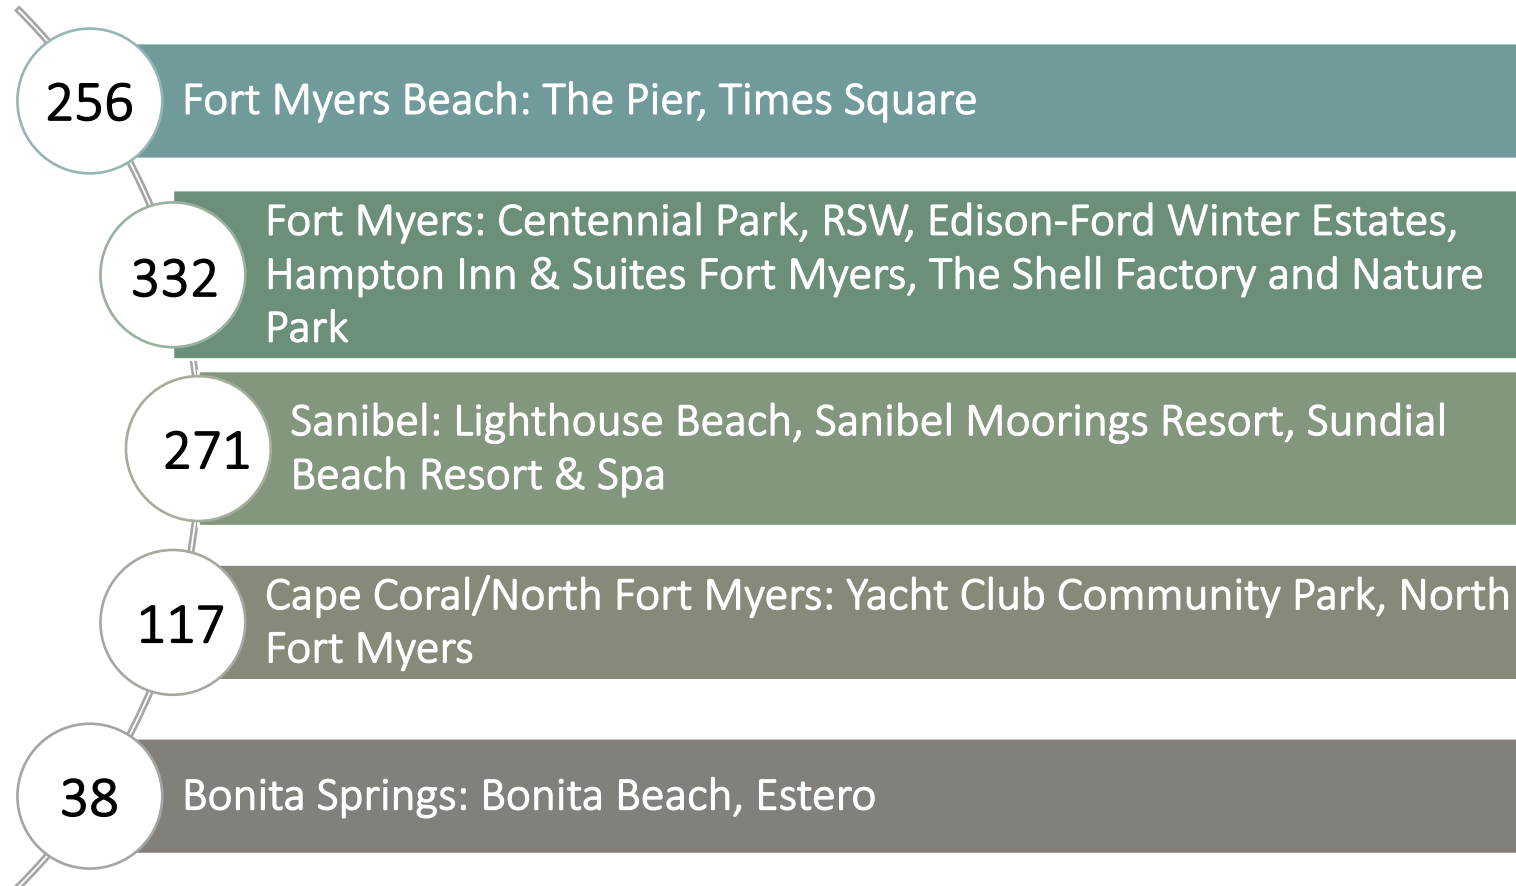 256
Fort Myers Beach: The Pier, Times Square
332
Fort Myers: Centennial Park, RSW, Edison-Ford Winter Estates,
Hampton Inn & Suites Fort Myers, The Shell Factory and Nature
Park
271
Sanibel: Lighthouse Beach, Sanibel Moorings Resort, Sundial
Beach Resort & Spa
117
Cape Coral/North Fort Myers: Yacht Club Community Park, North
Fort Myers
38
Bonita Springs: Bonita Beach, Estero